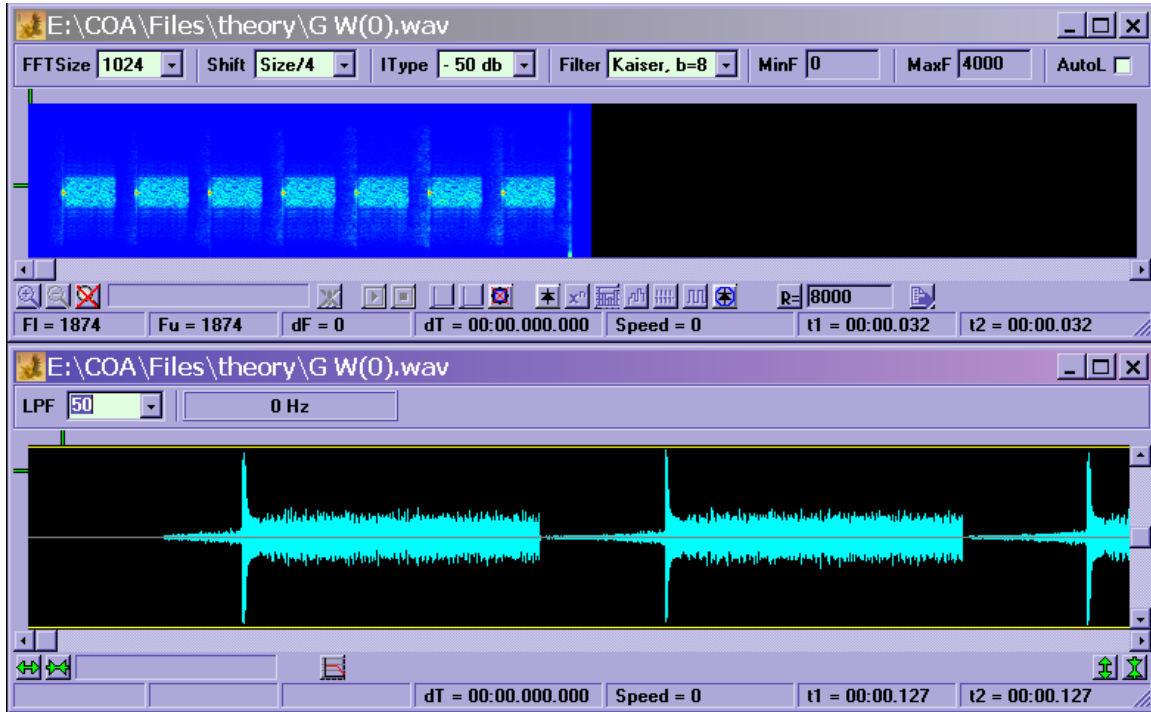 E:\COA\Files\theory\G W(0).wav
FFTSize 1024 Shift Size/4 IType - 50 db Filter Kaiser, b=8 MinF 0 MaxF 4000 AutoL
xⁿ R= 8000
Fl = 1874 Fu = 1874 dF = 0 dT = 00:00.000.000 Speed = 0 t1 = 00:00.032 t2 = 00:00.032
E:\COA\Files\theory\G W(0).wav
LPF 50 0 Hz
dT = 00:00.000.000 Speed = 0 t1 = 00:00.127 t2 = 00:00.127